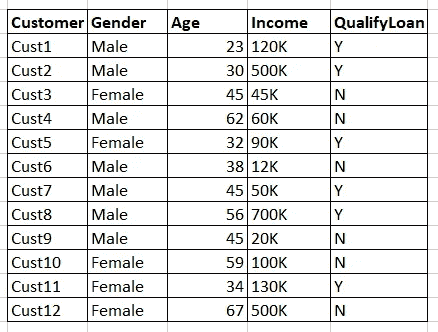 Customer Gender Age Income QualifyLoan
Cust1 Male 23 120K Y
Cust2 Male 30 500K Y
Cust3 Female 45 45K N
Cust4 Male 62 60K N
Cust5 Female 32 90K Y
Cust6 Male 38 12K N
Cust7 Male 45 50K Y
Cust8 Male 56 700K Y
Cust9 Male 45 20K N
Cust10 Female 59 100K N
Cust11 Female 34 130K Y
Cust12 Female 67 500K N